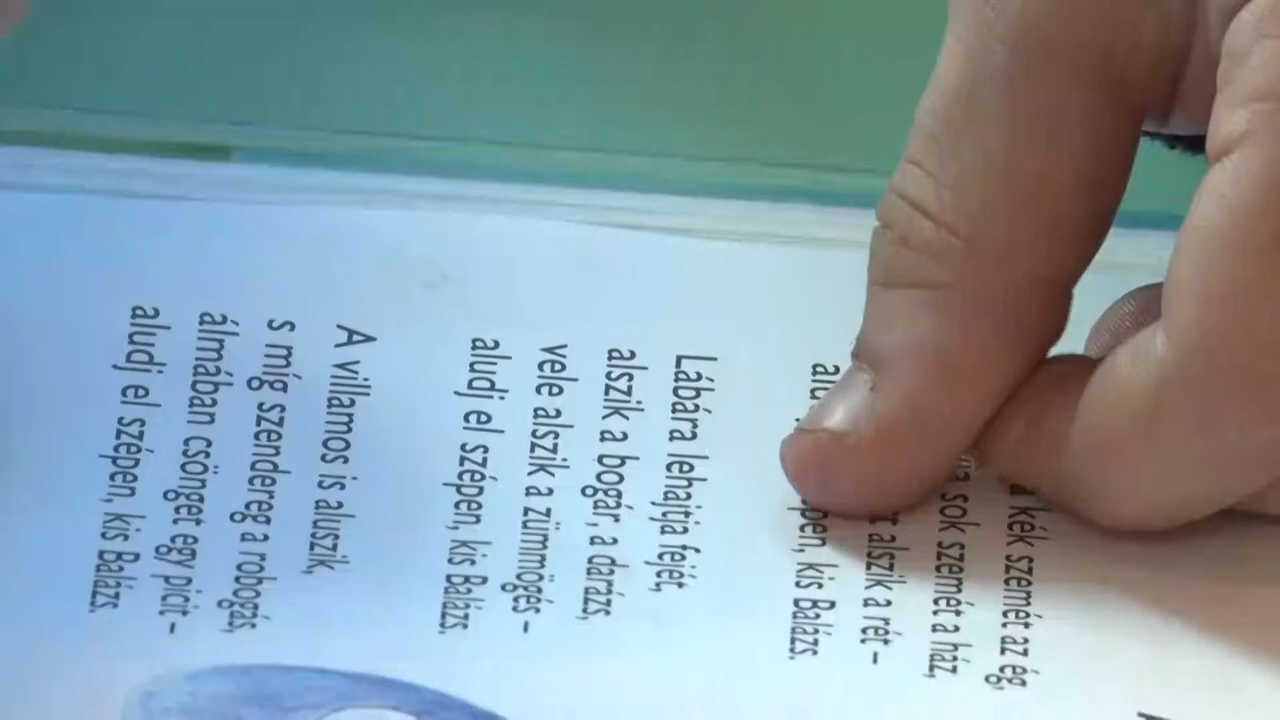 kék szemét az ég,
sok szemét a ház,
alszik a rét –
kis Balázs.
Lábára lehajtja fejét,
alszik a bogár, a darázs,
vele alszik a zümmögés –
aludj el szépen, kis Balázs.
A villamos is aluszik,
s míg szendereg a robogás,
álmában csönget egy picit –
aludj el szépen, kis Balázs.